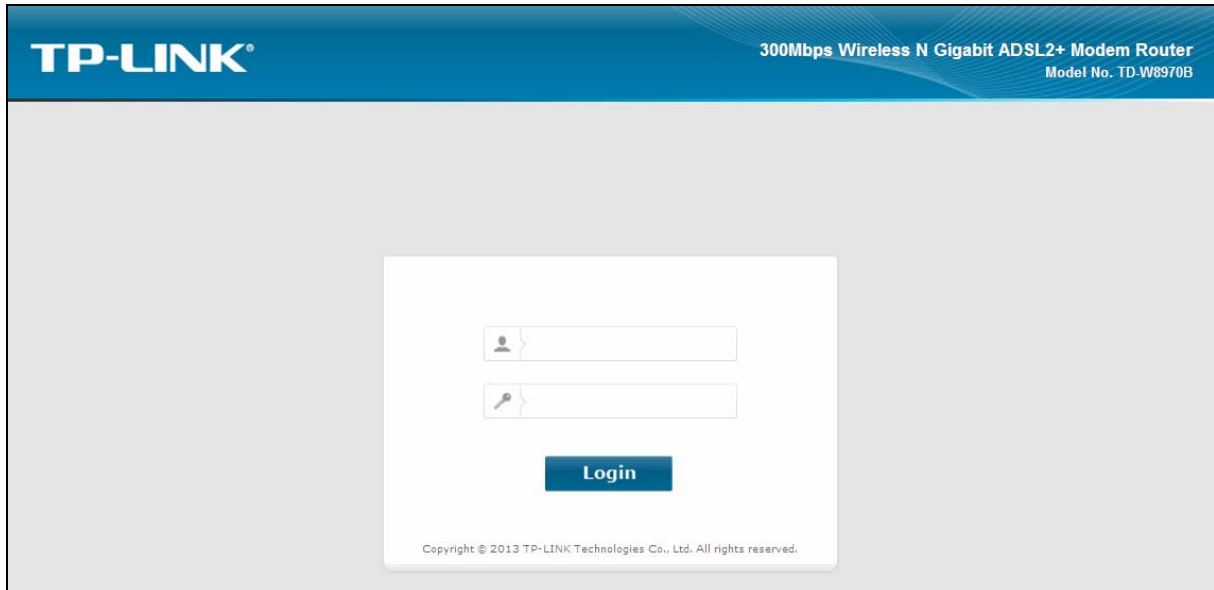 TP-LINK®
300Mbps Wireless N Gigabit ADSL2+ Modem Router
Model No. TD-W8970B
Login
Copyright © 2013 TP-LINK Technologies Co., Ltd. All rights reserved.